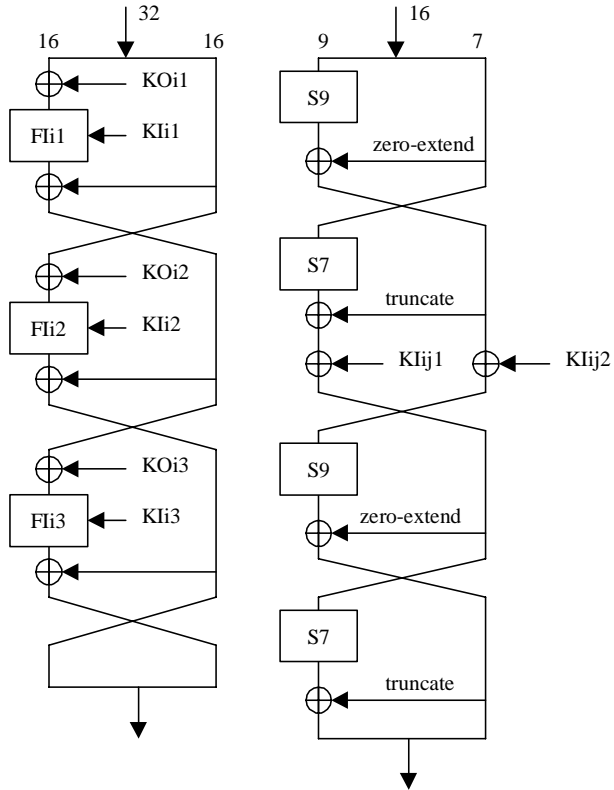 32
16 16
KOi1
FIi1 KIi1
KOi2
FIi2 KIi2
KOi3
FIi3 KIi3
16
9 7
S9
zero-extend
S7
truncate
KIij1 KIij2
S9
zero-extend
S7
truncate